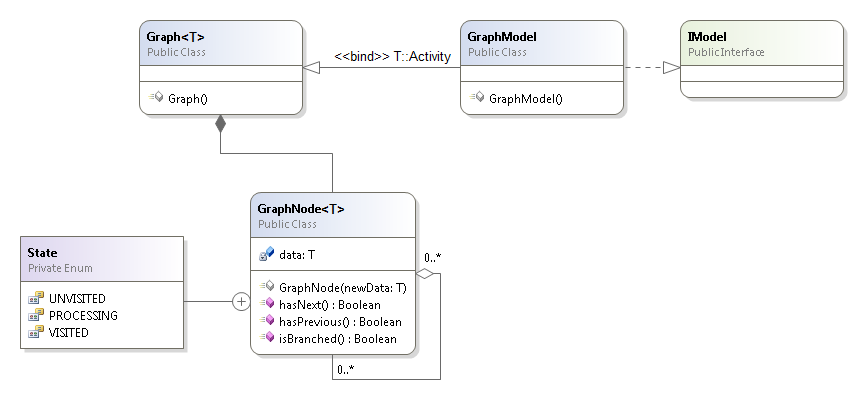 Graph<T>
Public Class
Graph()
<<bind>> T::Activity
GraphModel
Public Class
GraphModel()
IModel
Public Interface
GraphNode<T>
Public Class
data: T
GraphNode(newData: T)
hasNext() : Boolean
hasPrevious() : Boolean
isBranched() : Boolean
0..*
0..*
State
Private Enum
UNVISITED
PROCESSING
VISITED